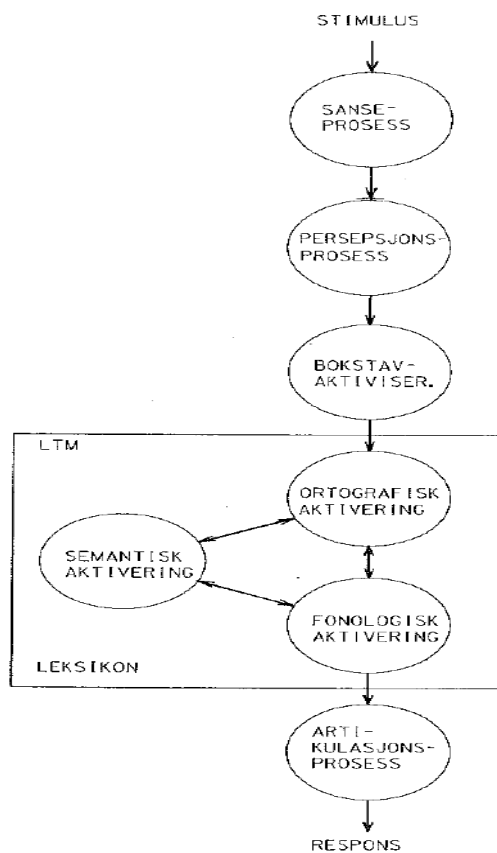 STIMULUS
SANSE-
PROSESS
PERSEPSJONS-
PROSESS
BOKSTAV-
AKTIVISER.
LTM
ORTOGRAFISK
AKTIVERING
SEMANTISK
AKTIVERING
FONOLOGISK
AKTIVERING
LEKSIKON
ARTI-
KULASJONS-
PROSESS
RESPONS